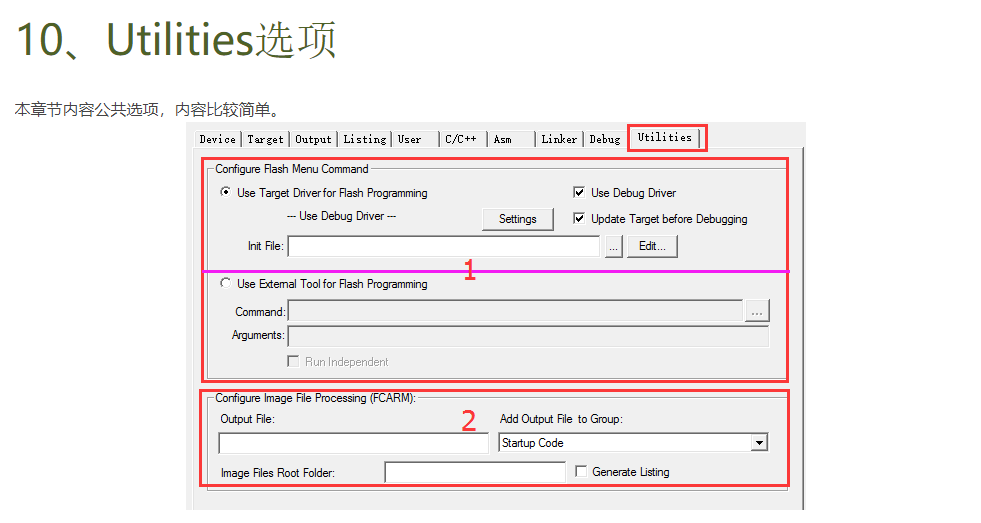 10、Utilities选项
本章节内容公共选项，内容比较简单。
Device Target Output Listing User C/C++ Asm Linker Debug Utilities
Configure Flash Menu Command
Use Target Driver for Flash Programming Use Debug Driver
--- Use Debug Driver --- Settings Update Target before Debugging
Init File: ... Edit...
1
Use External Tool for Flash Programming
Command: ...
Arguments:
Run Independent
Configure Image File Processing (FCARM):
Output File: 2 Add Output File to Group:
Startup Code
Image Files Root Folder: Generate Listing